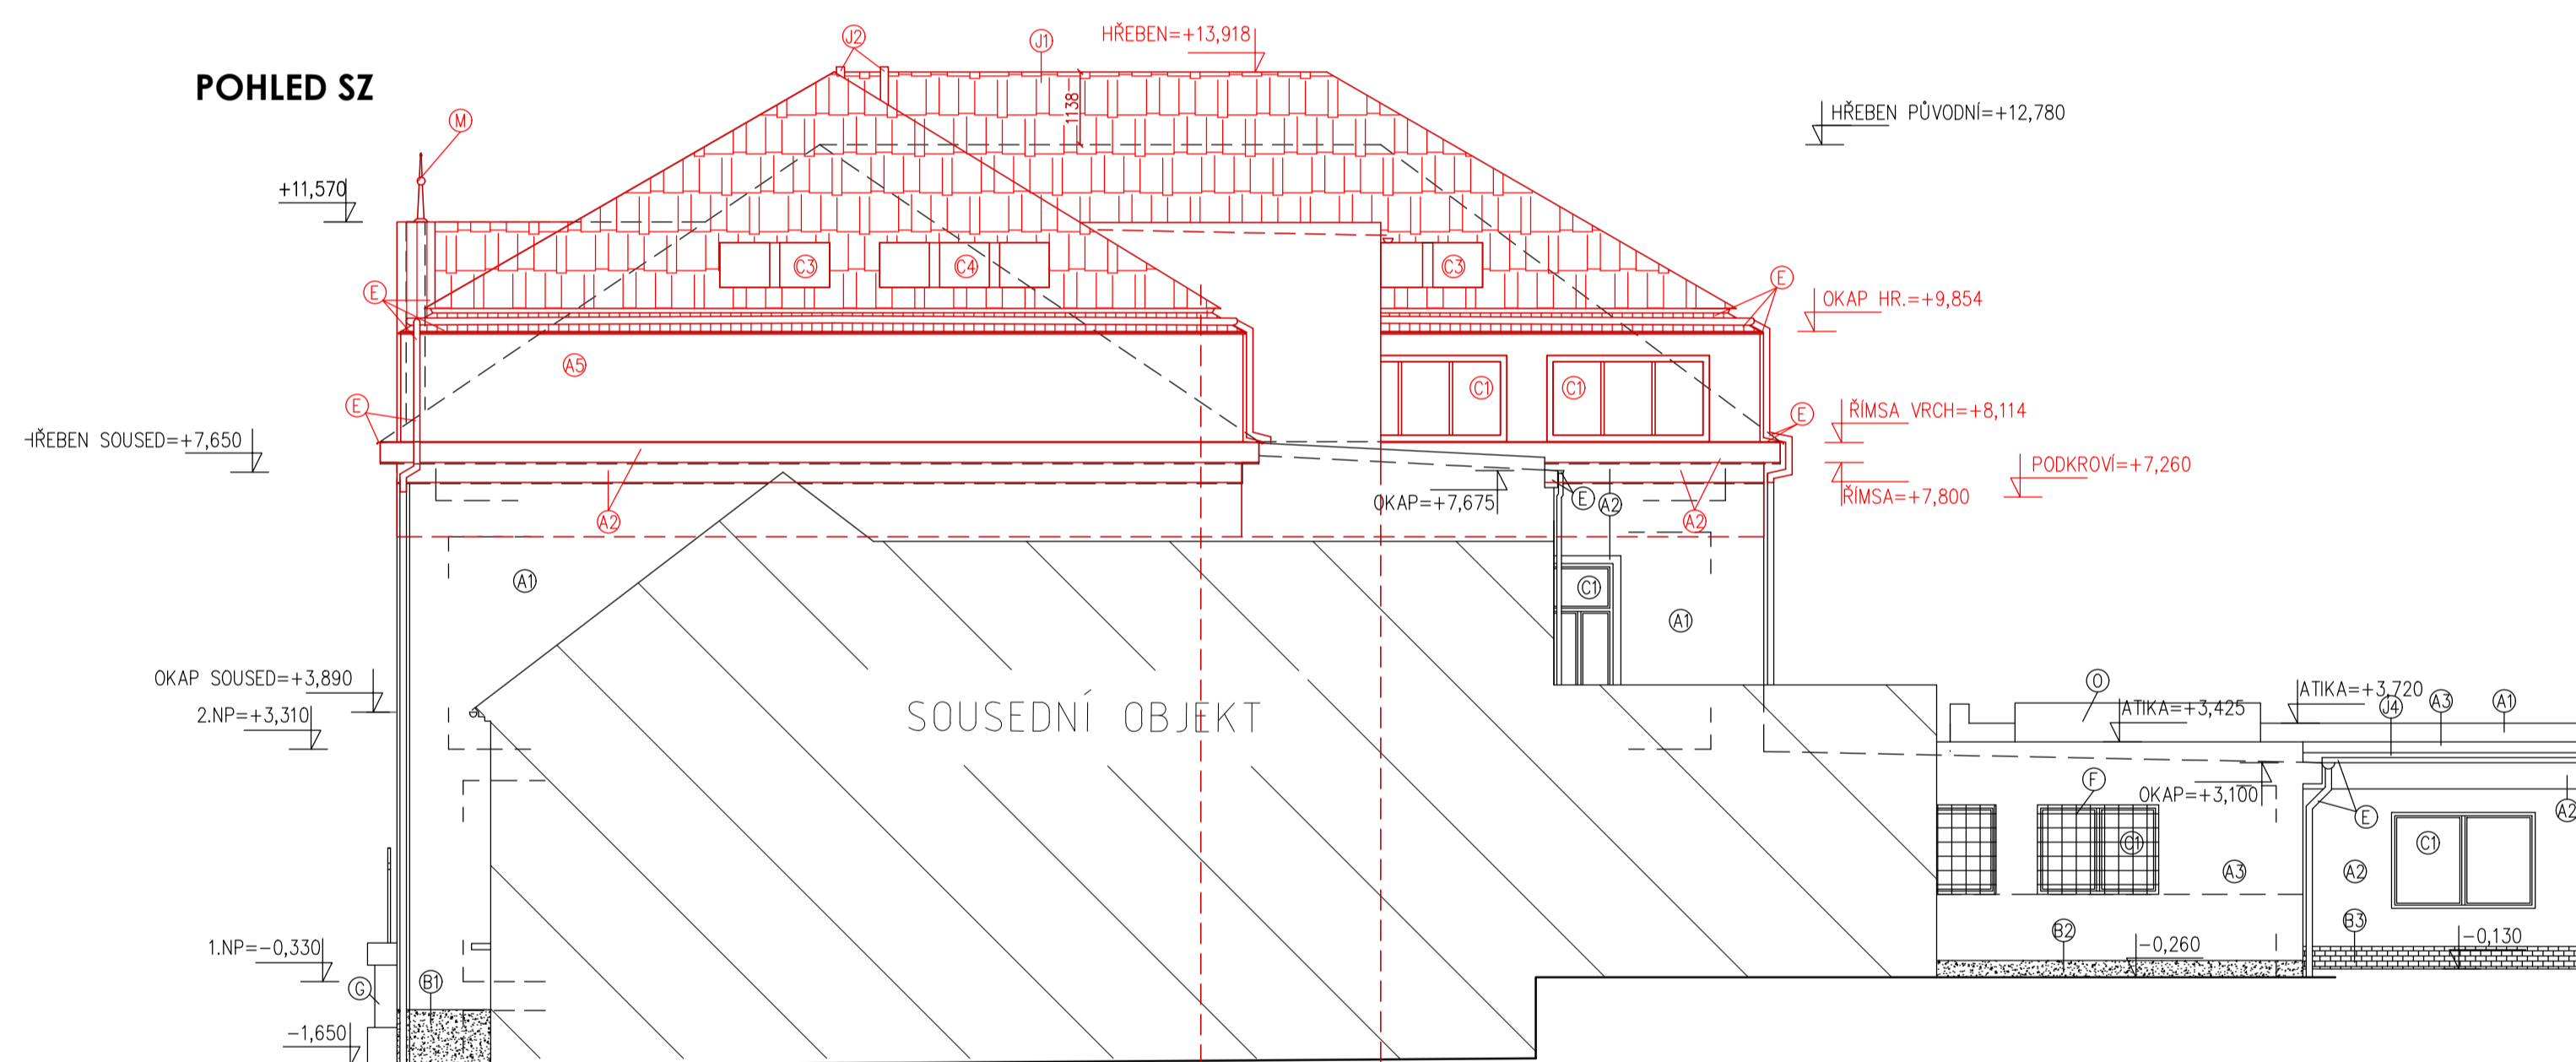 POHLED SZ
J2
J1
HŘEBEN=+13,918
M
1138
HŘEBEN PŮVODNÍ=+12,780
+11,570
C3
C4
C3
E
E
OKAP HR.=+9,854
A5
C1
C1
E
E
ŘÍMSA VRCH=+8,114
HŘEBEN SOUSED=+7,650
PODKROVÍ=+7,260
ŘÍMSA=+7,800
OKAP=+7,675
E
A2
A2
A2
A1
C1
A1
OKAP SOUSED=+3,890
2.NP=+3,310
SOUSEDNÍ OBJEKT
O
ATIKA=+3,425
ATIKA=+3,720
J4
A3
A1
F
OKAP=+3,100
E
A2
C1
C1
A3
A2
B3
B2
-0,260
-0,130
1.NP=-0,330
G
B1
-1,650